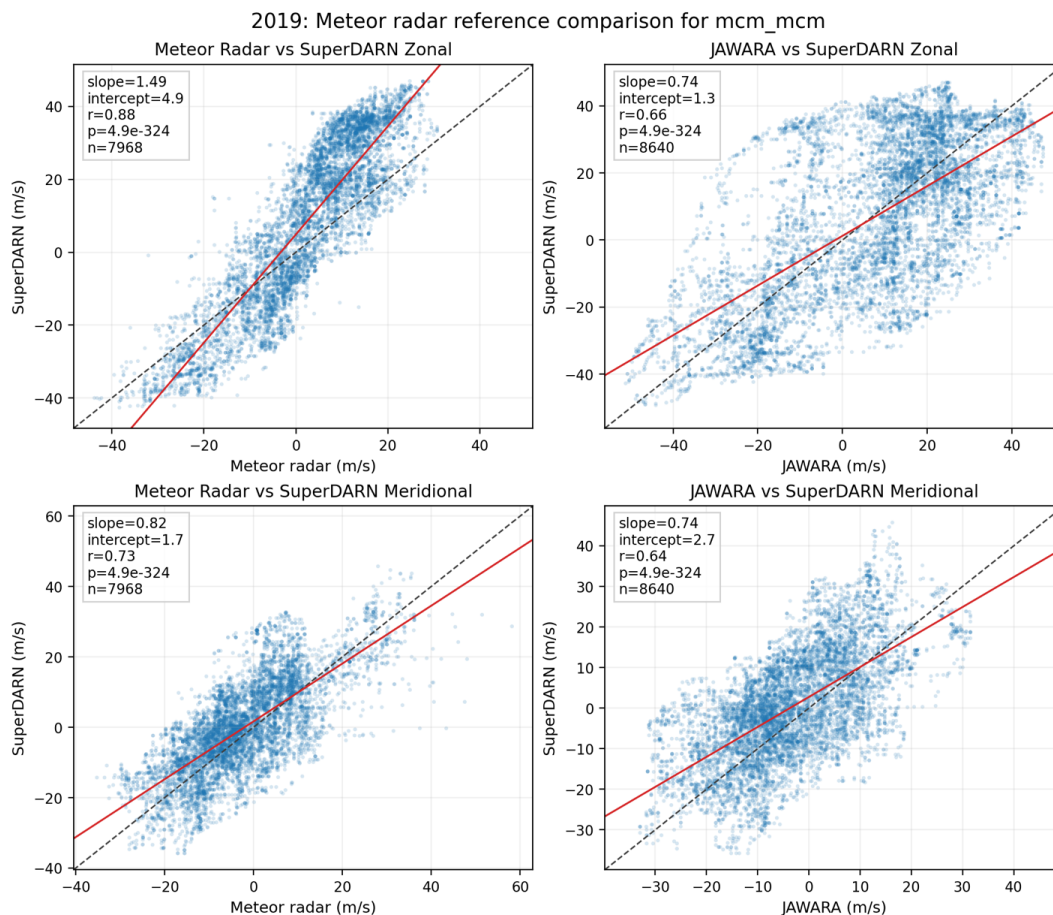 2019: Meteor radar reference comparison for mcm_mcm
Meteor Radar vs SuperDARN Zonal
slope=1.49
intercept=4.9
r=0.88
p=4.9e-324
n=7968
40
20
0
−20
−40
SuperDARN (m/s)
−40 −20 0 20 40
Meteor radar (m/s)
JAWARA vs SuperDARN Zonal
slope=0.74
intercept=1.3
r=0.66
p=4.9e-324
n=8640
40
20
0
−20
−40
SuperDARN (m/s)
−40 −20 0 20 40
JAWARA (m/s)
Meteor Radar vs SuperDARN Meridional
slope=0.82
intercept=1.7
r=0.73
p=4.9e-324
n=7968
60
40
20
0
−20
−40
SuperDARN (m/s)
−40 −20 0 20 40 60
Meteor radar (m/s)
JAWARA vs SuperDARN Meridional
slope=0.74
intercept=2.7
r=0.64
p=4.9e-324
n=8640
40
30
20
10
0
−10
−20
−30
SuperDARN (m/s)
−30 −20 −10 0 10 20 30 40
JAWARA (m/s)